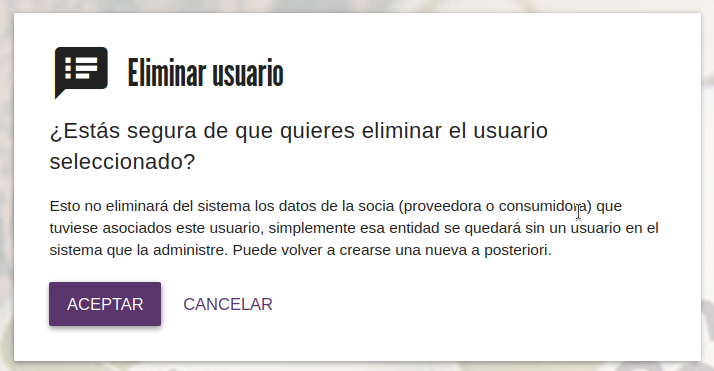 Eliminar usuario
¿Estás segura de que quieres eliminar el usuario
seleccionado?
Esto no eliminará del sistema los datos de la socia (proveedora o consumidora) que
tuviese asociados este usuario, simplemente esa entidad se quedará sin un usuario en el
sistema que la administre. Puede volver a crearse una nueva a posteriori.
ACEPTAR CANCELAR